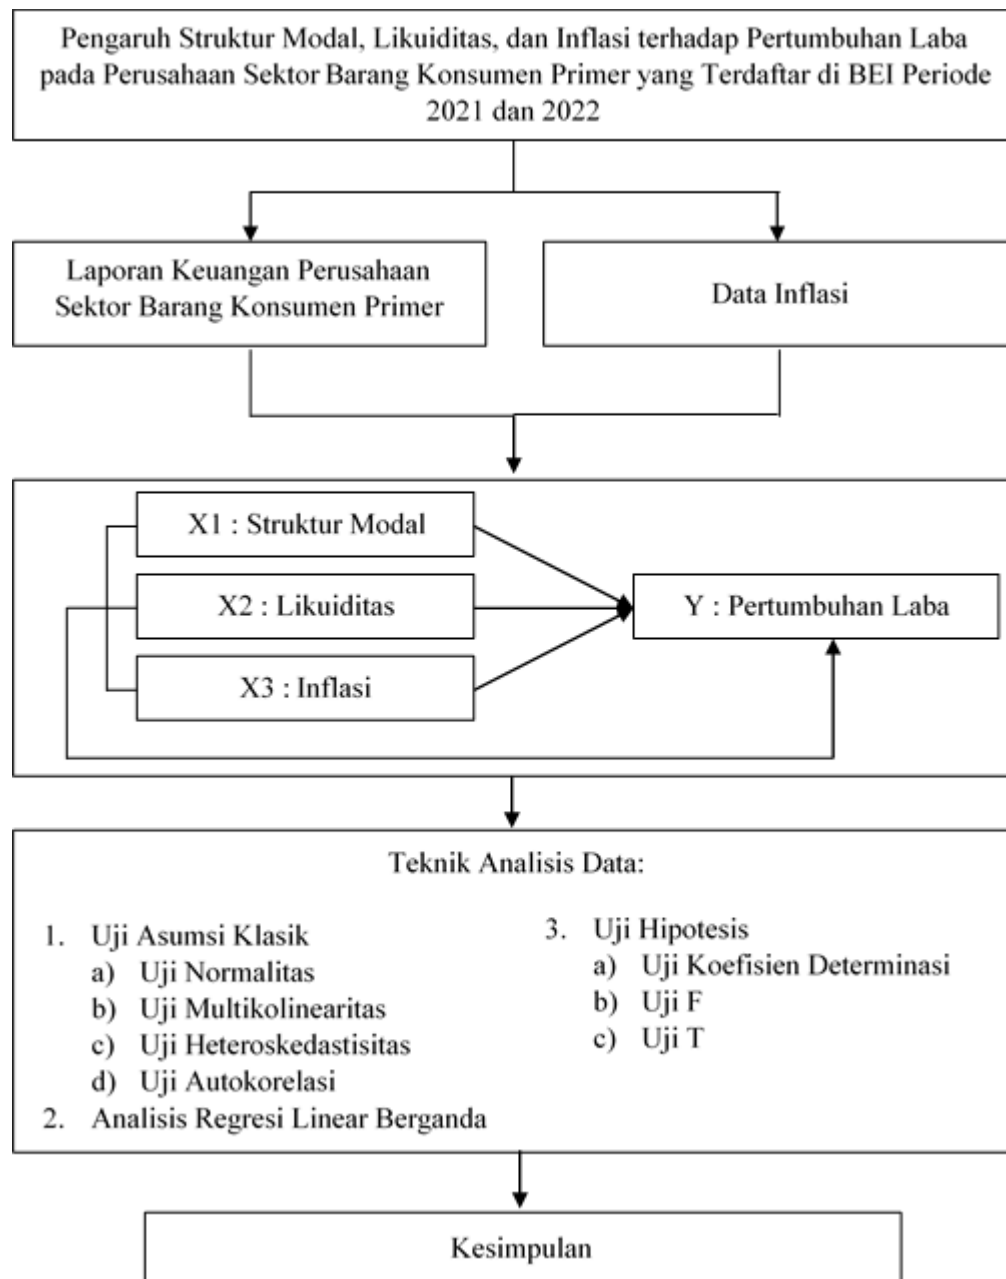 Pengaruh Struktur Modal, Likuiditas, dan Inflasi terhadap Pertumbuhan Laba
pada Perusahaan Sektor Barang Konsumen Primer yang Terdaftar di BEI Periode
2021 dan 2022
Laporan Keuangan Perusahaan
Sektor Barang Konsumen Primer
Data Inflasi
X1 : Struktur Modal
X2 : Likuiditas
X3 : Inflasi
Y : Pertumbuhan Laba
Teknik Analisis Data:
1. Uji Asumsi Klasik
a) Uji Normalitas
b) Uji Multikolinearitas
c) Uji Heteroskedastisitas
d) Uji Autokorelasi
2. Analisis Regresi Linear Berganda
3. Uji Hipotesis
a) Uji Koefisien Determinasi
b) Uji F
c) Uji T
Kesimpulan